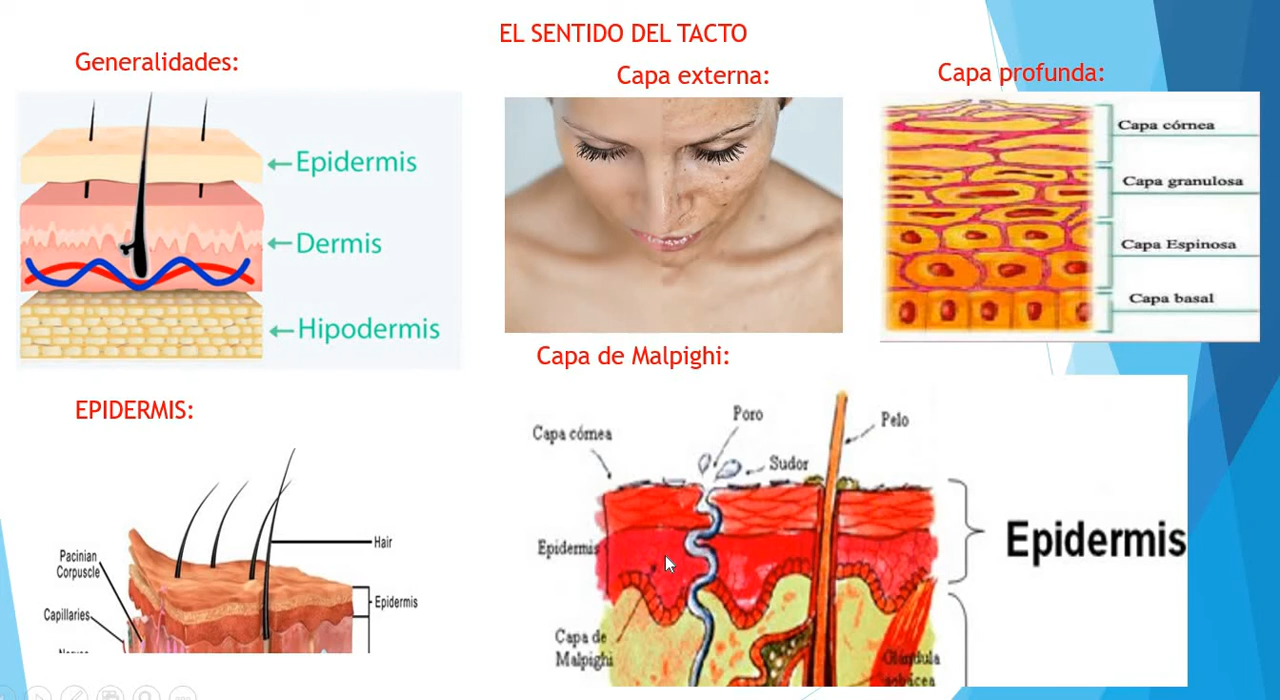 EL SENTIDO DEL TACTO
Generalidades:
Capa externa:
Capa profunda:
Epidermis
Dermis
Hipodermis
Capa córnea
Capa granulosa
Capa Espinosa
Capa basal
EPIDERMIS:
Hair
Pacinian
Corpuscle
Epidermis
Capillaries
Capa de Malpighi:
Poro
Pelo
Capa córnea
Sudor
Epidermis
Epidermis
Capa de
Malpighi
Glándula